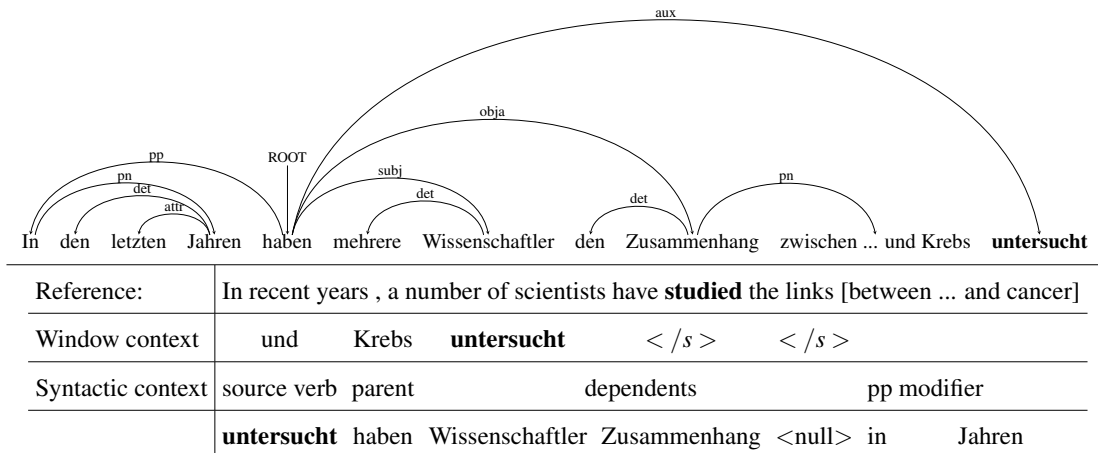 aux
obja
pp ROOT
pn subj
det det det pn
attr
In den letzten Jahren haben mehrere Wissenschaftler den Zusammenhang zwischen ... und Krebs untersucht
Reference: In recent years , a number of scientists have studied the links [between ... and cancer]
Window context und Krebs untersucht < /s > < /s >
Syntactic context source verb parent dependents pp modifier
untersucht haben Wissenschaftler Zusammenhang <null> in Jahren